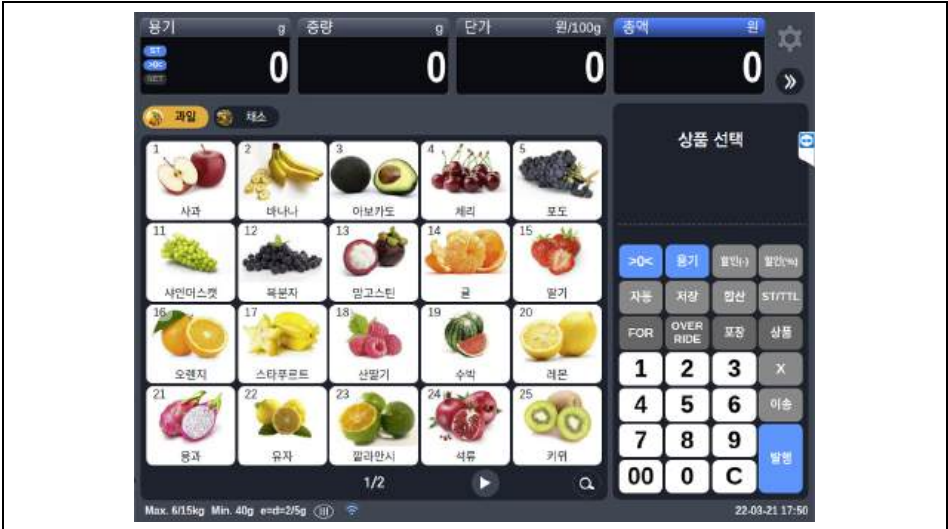 용기 g 중량 g 단가 원/100g 총액 원
ST
>0<
NET
0 0 0 0
과일 채소
상품 선택
1 2 3 4 5
사과 바나나 아보카도 체리 포도
11 12 13 14 15
샤인머스캣 복분자 망고스틴 귤 딸기
16 17 18 19 20
오렌지 스타푸르트 산딸기 수박 레몬
21 22 23 24 25
용과 유자 깔라만시 석류 키위
1/2
>0< 용기 할인(-) 할인(%)
자동 저장 합산 ST/TTL
FOR OVER RIDE 포장 상품
1 2 3 X
4 5 6 이송
7 8 9 발행
00 0 C
Max. 6/15kg Min. 40g e=d=2/5g (III) 22-03-21 17:50